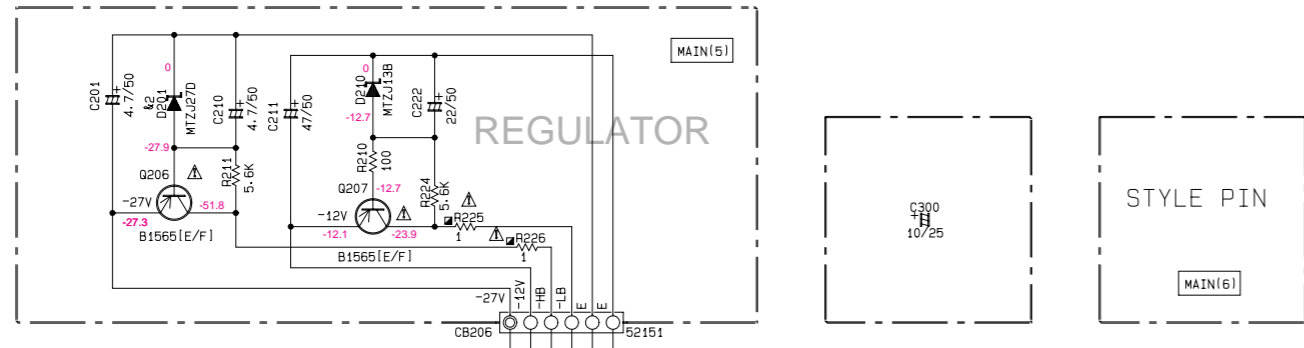 MAIN(5)
REGULATOR
C201
4.7/50
0
&2
D201
MTZJ27D
C210
4.7/50
-27.9
R211
5.6K
Q206
-27V
-27.3
-51.8
B1565[E/F]
C211
47/50
0
D210
MTZJ13B
-12.7
C222
22/50
R210
100
Q207
-12.7
R224
5.6K
-12V
-12.1
-23.9
B1565[E/F]
R225
1
R226
1
-27V
-12V
-HB
-LB
E
E
CB206
52151
C300
+
10/25
STYLE PIN
MAIN(6)